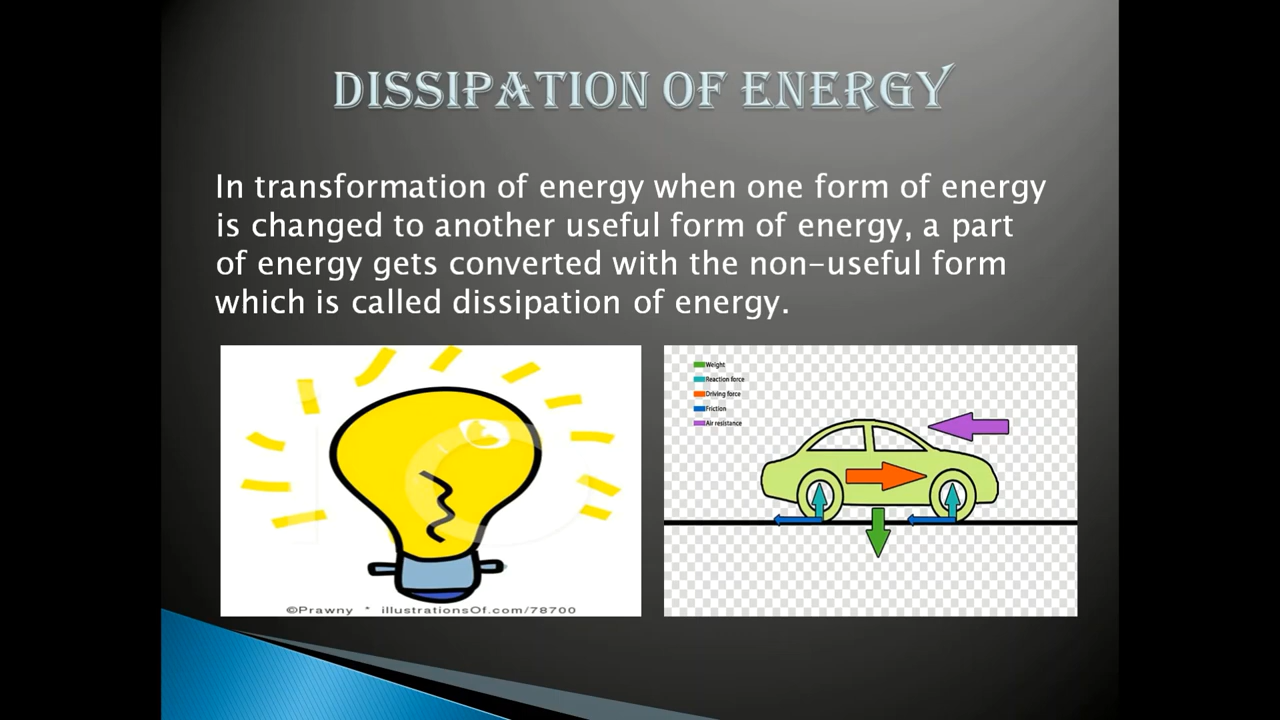 DISSIPATION OF ENERGY
In transformation of energy when one form of energy
is changed to another useful form of energy, a part
of energy gets converted with the non-useful form
which is called dissipation of energy.
©Prawny * illustrationsOf.com/78700
Weight
Reaction force
Driving force
Friction
Air resistance